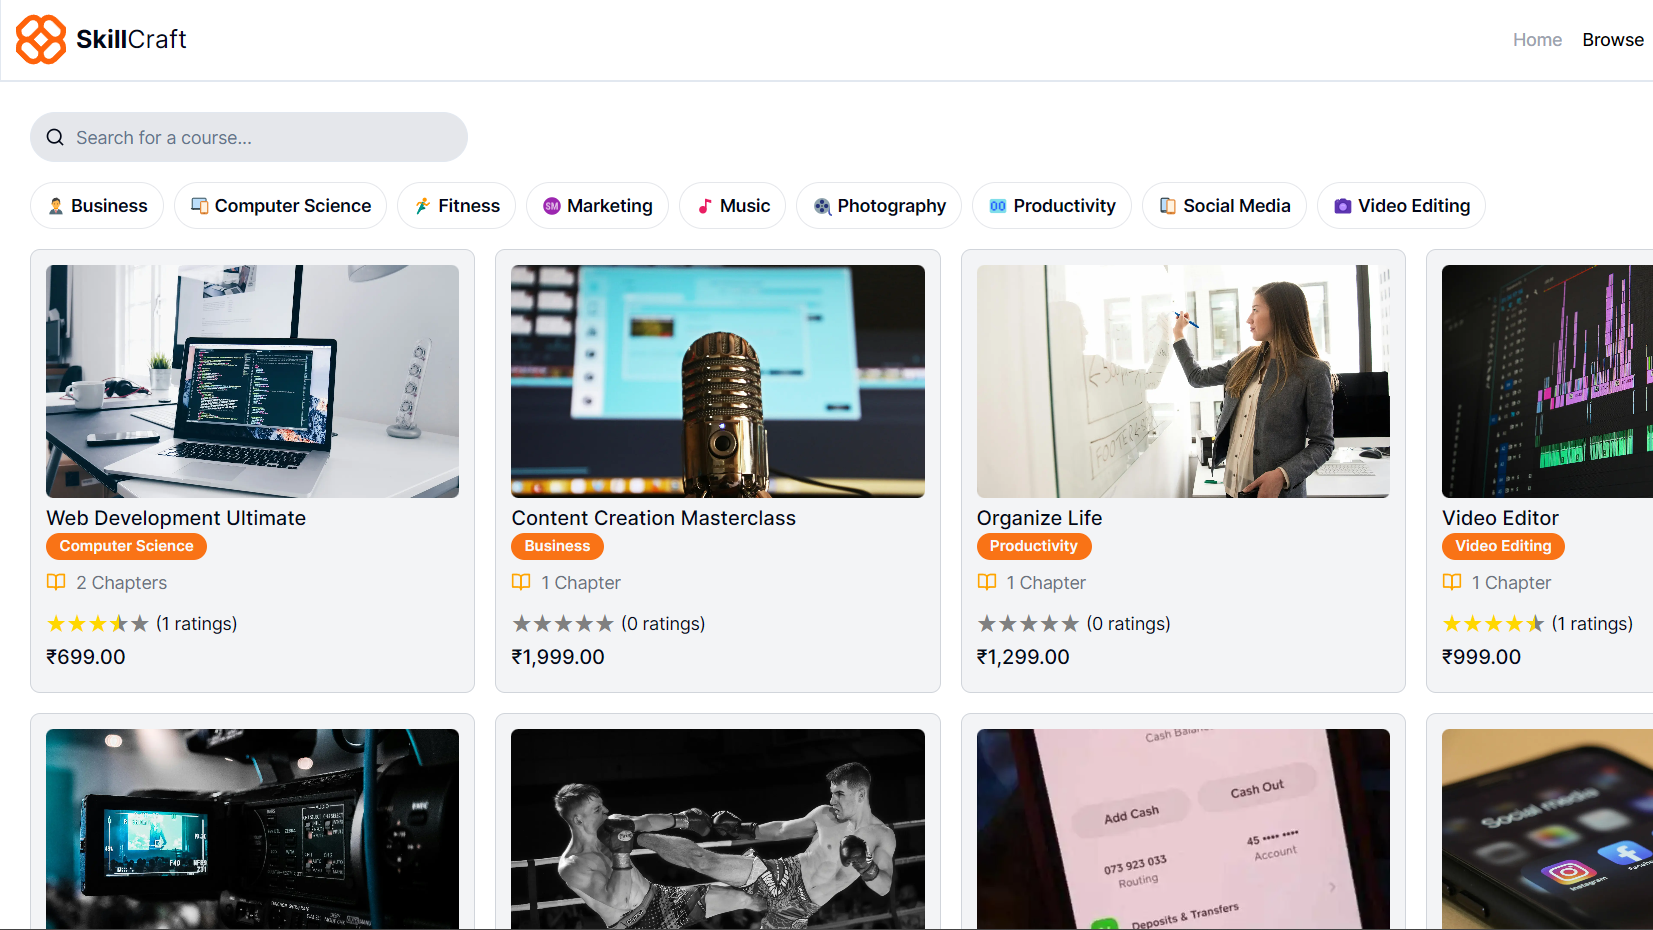 SkillCraft
Home Browse
Search for a course...
Business Computer Science Fitness Marketing Music Photography Productivity Social Media Video Editing
Web Development Ultimate
Computer Science
2 Chapters
(1 ratings)
₹699.00
Content Creation Masterclass
Business
1 Chapter
(0 ratings)
₹1,999.00
Organize Life
Productivity
1 Chapter
(0 ratings)
₹1,299.00
Video Editor
Video Editing
1 Chapter
(1 ratings)
₹999.00
Add Cash
Cash Out
073 923 033
Routing
45 •••• ••••
Account
Deposits & Transfers
Social media
Instagram